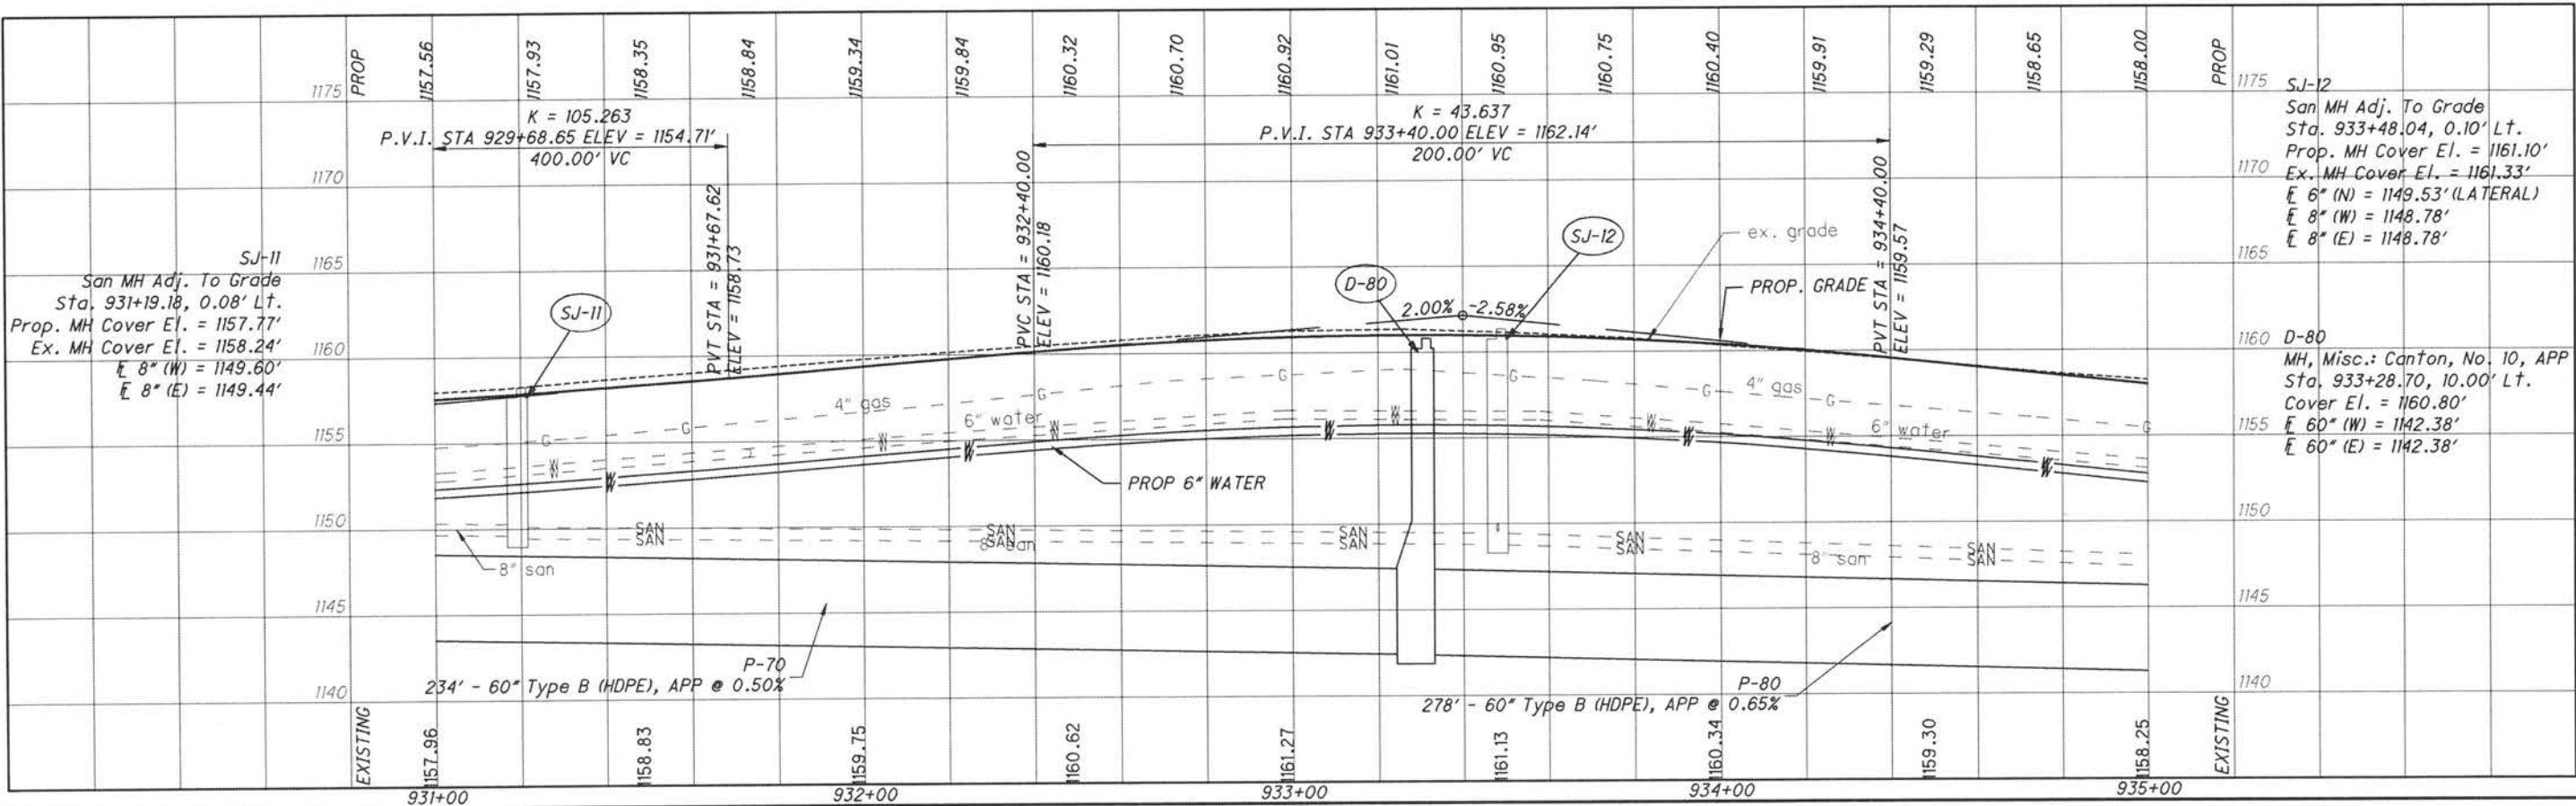 PROP
1157.56
1157.93
1158.35
1158.84
1159.34
1159.84
1160.32
1160.70
1160.92
1161.01
1160.95
1160.75
1160.40
1159.91
1159.29
1158.65
1158.00
PROP
1175
1170
1165
1160
1155
1150
1145
1140
K = 105.263
P.V.I. STA 929+68.65 ELEV = 1154.71'
400.00' VC
K = 43.637
P.V.I. STA 933+40.00 ELEV = 1162.14'
200.00' VC
PVT STA = 931+67.62
ELEV = 1158.73
PVC STA = 932+40.00
ELEV = 1160.18
PVT STA = 934+40.00
ELEV = 1159.57
SJ-11
San MH Adj. To Grade
Sta. 931+19.18, 0.08' Lt.
Prop. MH Cover El. = 1157.77'
Ex. MH Cover El. = 1158.24'
℄ 8" (W) = 1149.60'
℄ 8" (E) = 1149.44'
SJ-11
D-80
SJ-12
2.00% -2.58%
ex. grade
PROP. GRADE
G
G
4" gas
G
G
G
G
4" gas
G
G
6" water
6" water
W
W
W
W
W
W
W
W
W
W
W
W
PROP 6" WATER
SAN
SAN
SAN
SAN
8" san
SAN
SAN
SAN
SAN
8" san
SAN
SAN
8" san
P-70
234' - 60" Type B (HDPE), APP @ 0.50%
P-80
278' - 60" Type B (HDPE), APP @ 0.65%
1175
1170
1165
1160
1155
1150
1145
1140
SJ-12
San MH Adj. To Grade
Sta. 933+48.04, 0.10' Lt.
Prop. MH Cover El. = 1161.10'
Ex. MH Cover El. = 1161.33'
℄ 6" (N) = 1149.53' (LATERAL)
℄ 8" (W) = 1148.78'
℄ 8" (E) = 1148.78'
D-80
MH, Misc.: Canton, No. 10, APP
Sta. 933+28.70, 10.00' Lt.
Cover El. = 1160.80'
℄ 60" (W) = 1142.38'
℄ 60" (E) = 1142.38'
EXISTING
1157.96
1158.83
1159.75
1160.62
1161.27
1161.13
1160.34
1159.30
1158.25
EXISTING
931+00
932+00
933+00
934+00
935+00